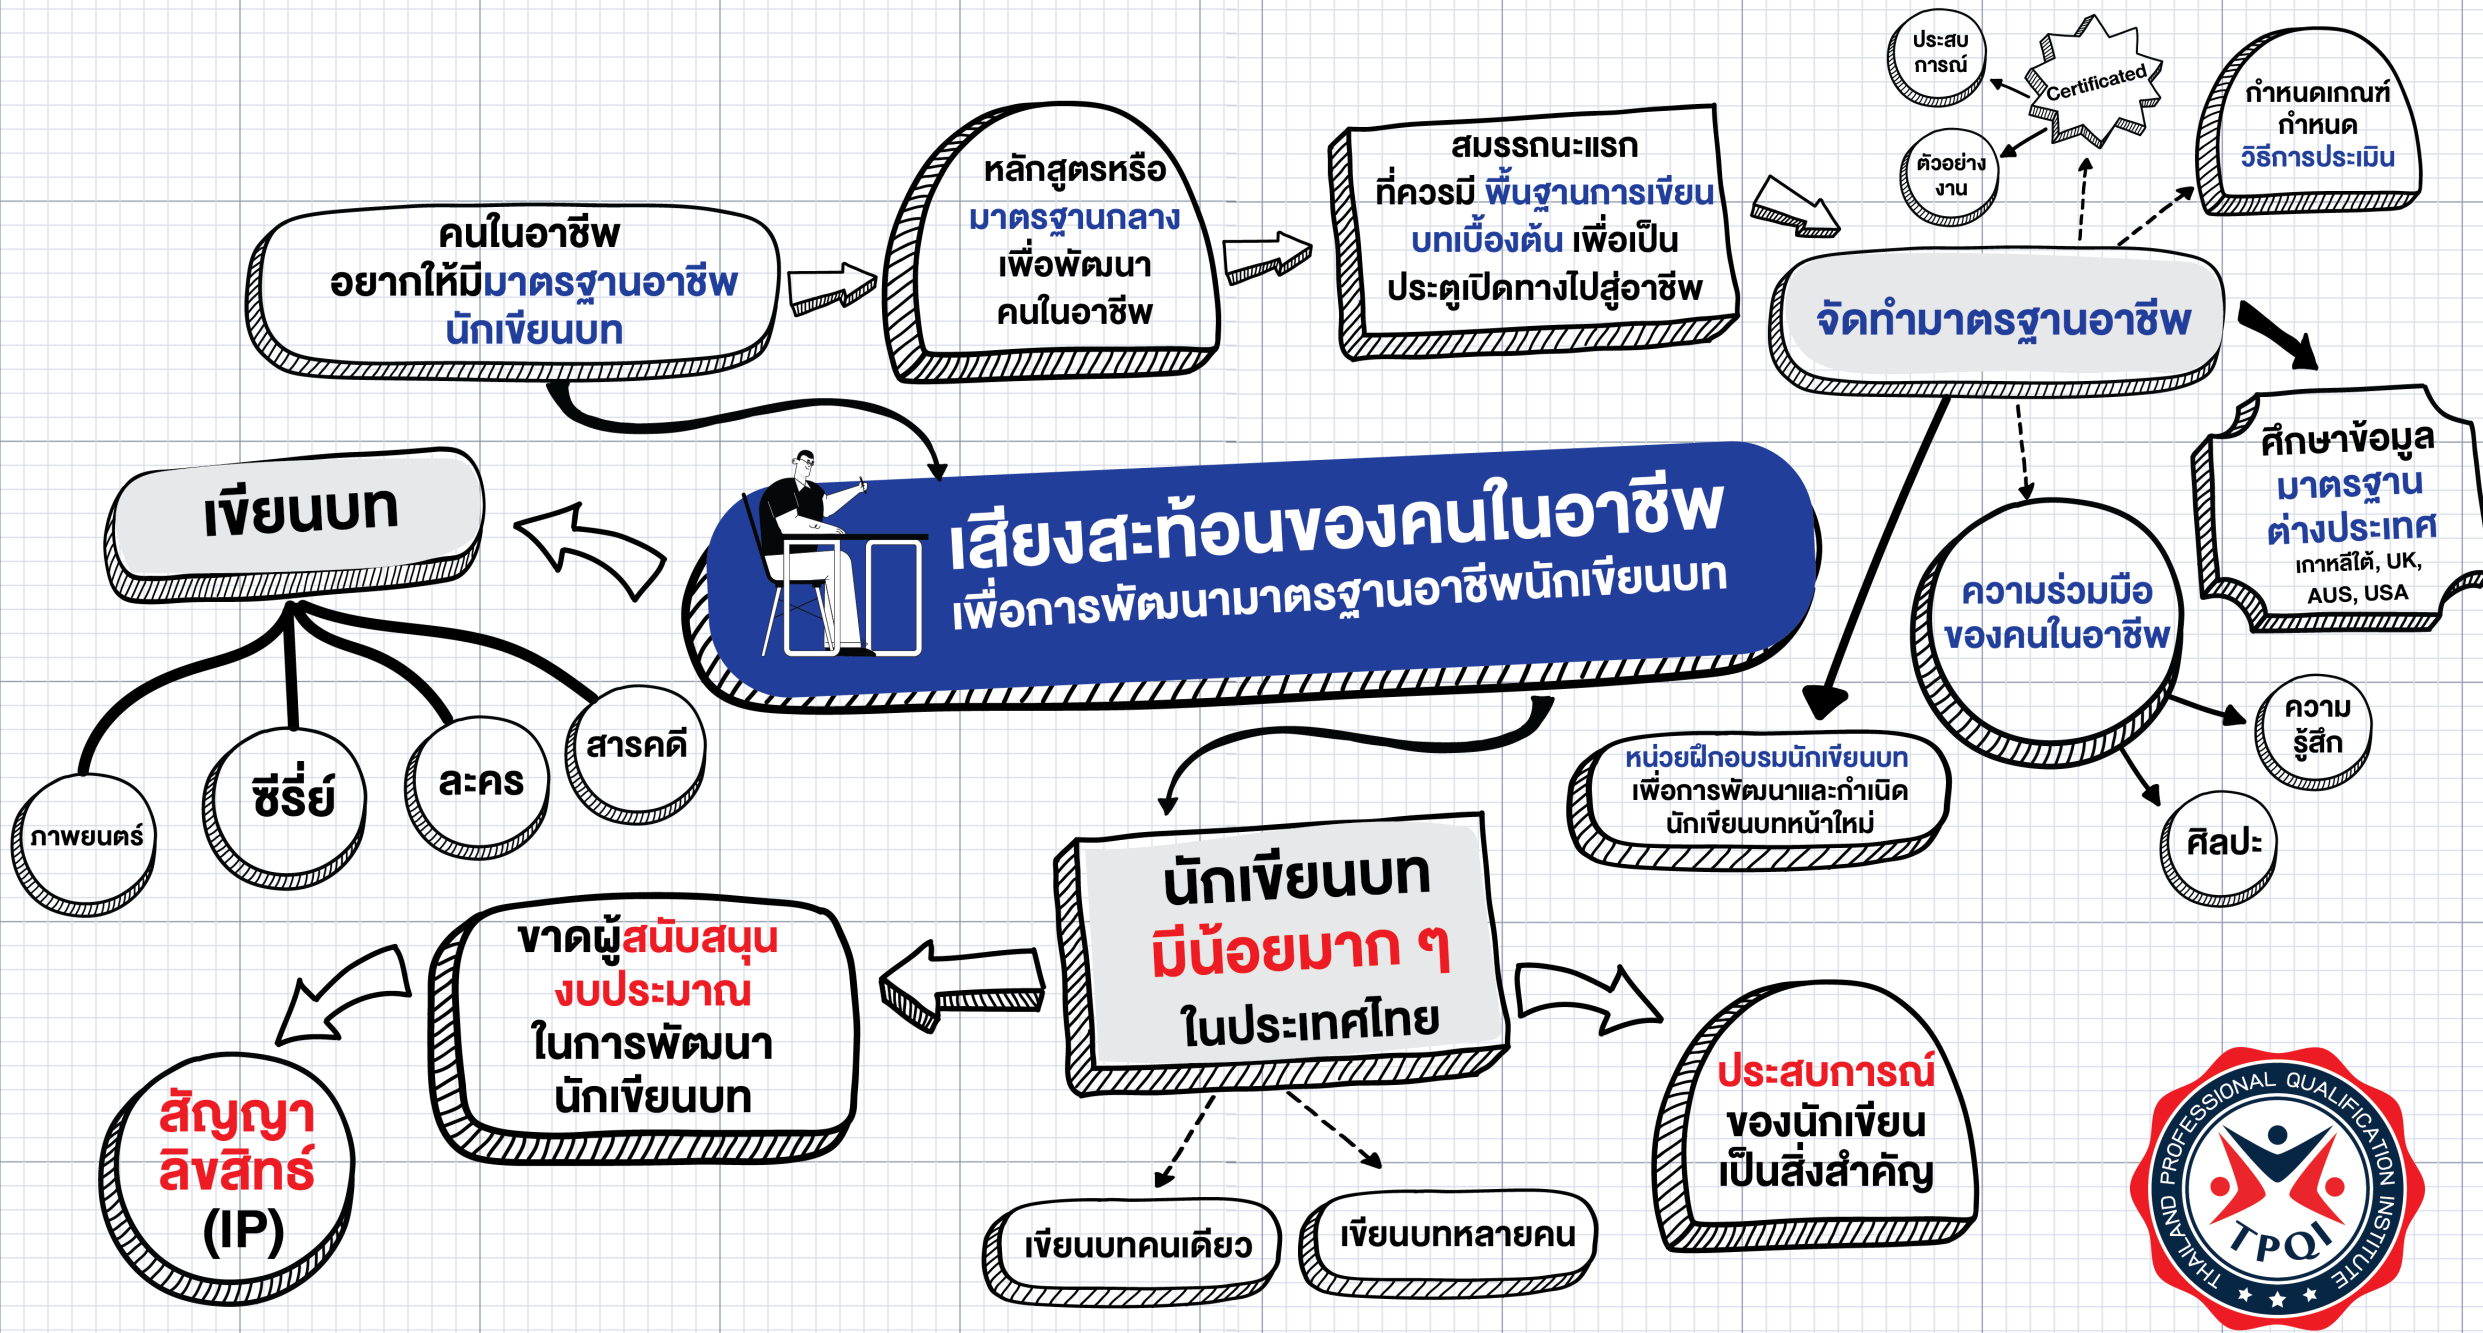 คนในอาชีพ
อยากให้มีมาตรฐานอาชีพ
นักเขียนบท
หลักสูตรหรือ
มาตรฐานกลาง
เพื่อพัฒนา
คนในอาชีพ
สมรรถนะแรก
ที่ควรมี พื้นฐานการเขียน
บทเบื้องต้น เพื่อเป็น
ประตูเปิดทางไปสู่อาชีพ
จัดทำมาตรฐานอาชีพ
Certificated
ประสบ
การณ์
ตัวอย่าง
งาน
กำหนดเกณฑ์
กำหนด
วิธีการประเมิน
ศึกษาข้อมูล
มาตรฐาน
ต่างประเทศ
เกาหลีใต้, UK,
AUS, USA
ความร่วมมือ
ของคนในอาชีพ
ความ
รู้สึก
ศิลปะ
หน่วยฝึกอบรมนักเขียนบท
เพื่อการพัฒนาและกำเนิด
นักเขียนบทหน้าใหม่
เสียงสะท้อนของคนในอาชีพ
เพื่อการพัฒนามาตรฐานอาชีพนักเขียนบท
เขียนบท
ภาพยนตร์
ซีรี่ย์
ละคร
สารคดี
นักเขียนบท
มีน้อยมาก ๆ
ในประเทศไทย
ขาดผู้สนับสนุน
งบประมาณ
ในการพัฒนา
นักเขียนบท
สัญญา
ลิขสิทธ์
(IP)
เขียนบทคนเดียว
เขียนบทหลายคน
ประสบการณ์
ของนักเขียน
เป็นสิ่งสำคัญ
THAILAND PROFESSIONAL QUALIFICATION INSTITUTE
TPQI